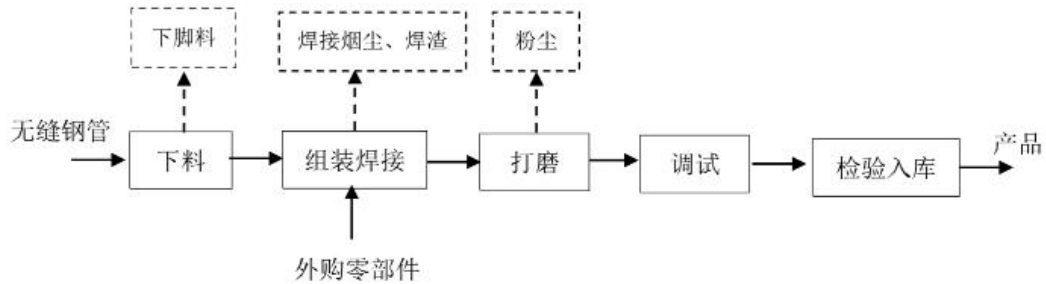 下脚料
焊接烟尘、焊渣
粉尘
无缝钢管
下料
组装焊接
打磨
调试
检验入库
产品
外购零部件